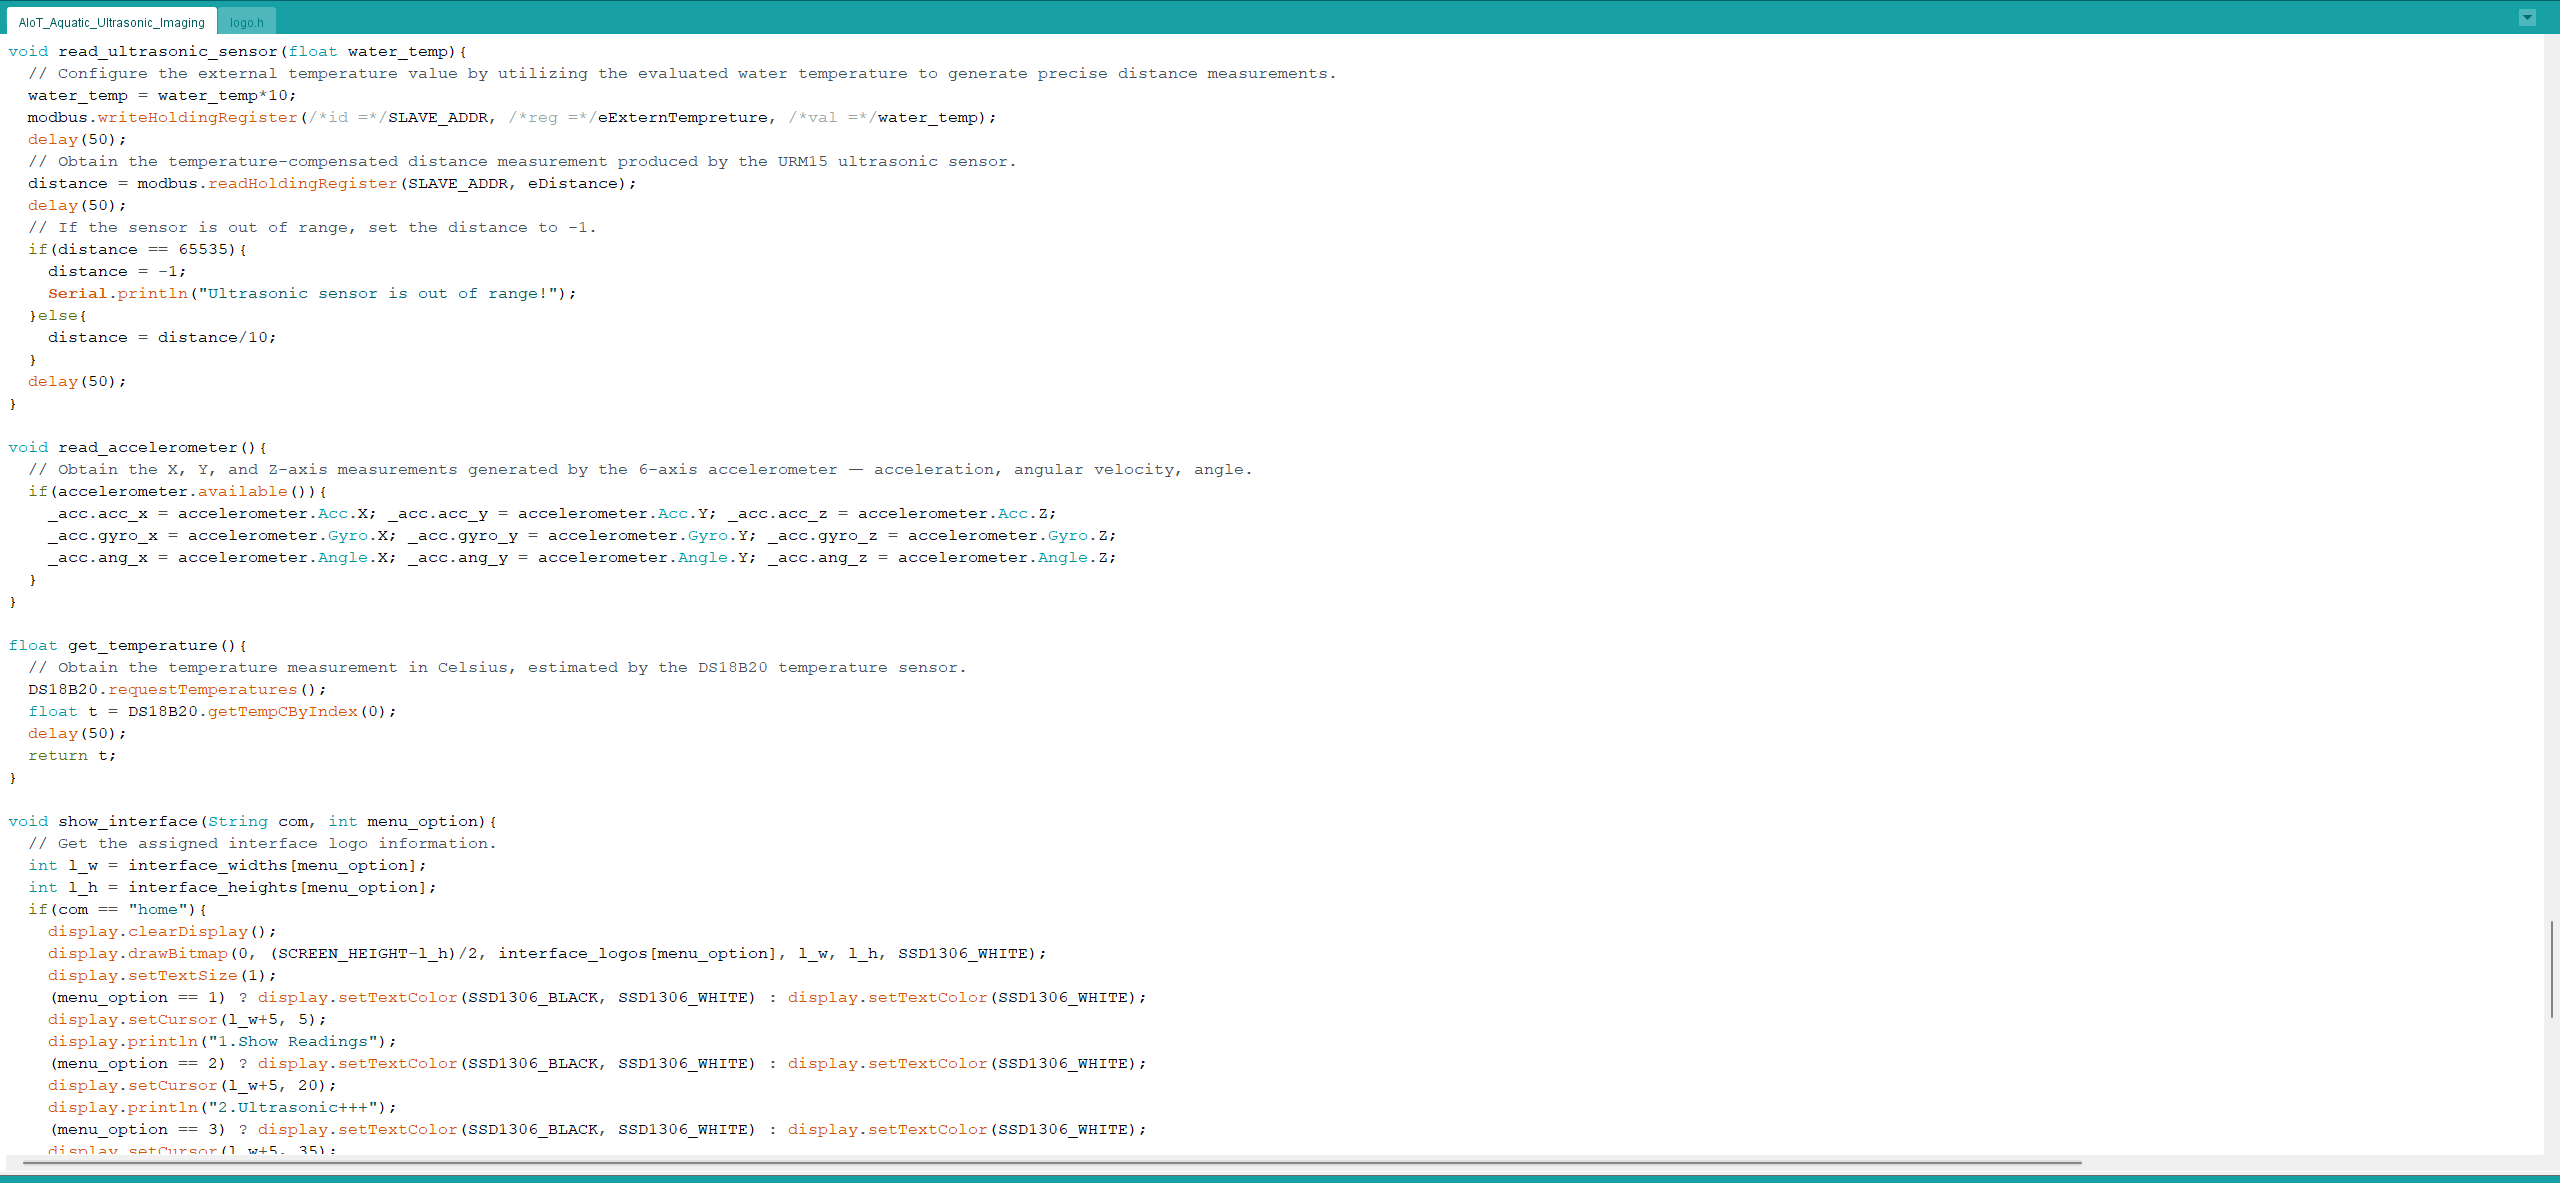 AIoT_Aquatic_Ultrasonic_Imaging
logo.h
void read_ultrasonic_sensor(float water_temp){
  // Configure the external temperature value by utilizing the evaluated water temperature to generate precise distance measurements.
  water_temp = water_temp*10;
  modbus.writeHoldingRegister(/*id =*/SLAVE_ADDR, /*reg =*/eExternTempreture, /*val =*/water_temp);
  delay(50);
  // Obtain the temperature-compensated distance measurement produced by the URM15 ultrasonic sensor.
  distance = modbus.readHoldingRegister(SLAVE_ADDR, eDistance);
  delay(50);
  // If the sensor is out of range, set the distance to -1.
  if(distance == 65535){
    distance = -1;
    Serial.println("Ultrasonic sensor is out of range!");
  }else{
    distance = distance/10;
  }
  delay(50);
}
void read_accelerometer(){
  // Obtain the X, Y, and Z-axis measurements generated by the 6-axis accelerometer — acceleration, angular velocity, angle.
  if(accelerometer.available()){
    _acc.acc_x = accelerometer.Acc.X; _acc.acc_y = accelerometer.Acc.Y; _acc.acc_z = accelerometer.Acc.Z;
    _acc.gyro_x = accelerometer.Gyro.X; _acc.gyro_y = accelerometer.Gyro.Y; _acc.gyro_z = accelerometer.Gyro.Z;
    _acc.ang_x = accelerometer.Angle.X; _acc.ang_y = accelerometer.Angle.Y; _acc.ang_z = accelerometer.Angle.Z;
  }
}
float get_temperature(){
  // Obtain the temperature measurement in Celsius, estimated by the DS18B20 temperature sensor.
  DS18B20.requestTemperatures();
  float t = DS18B20.getTempCByIndex(0);
  delay(50);
  return t;
}
void show_interface(String com, int menu_option){
  // Get the assigned interface logo information.
  int l_w = interface_widths[menu_option];
  int l_h = interface_heights[menu_option];
  if(com == "home"){
    display.clearDisplay();
    display.drawBitmap(0, (SCREEN_HEIGHT-l_h)/2, interface_logos[menu_option], l_w, l_h, SSD1306_WHITE);
    display.setTextSize(1);
    (menu_option == 1) ? display.setTextColor(SSD1306_BLACK, SSD1306_WHITE) : display.setTextColor(SSD1306_WHITE);
    display.setCursor(l_w+5, 5);
    display.println("1.Show Readings");
    (menu_option == 2) ? display.setTextColor(SSD1306_BLACK, SSD1306_WHITE) : display.setTextColor(SSD1306_WHITE);
    display.setCursor(l_w+5, 20);
    display.println("2.Ultrasonic+++");
    (menu_option == 3) ? display.setTextColor(SSD1306_BLACK, SSD1306_WHITE) : display.setTextColor(SSD1306_WHITE);
    display.setCursor(l_w+5, 35);